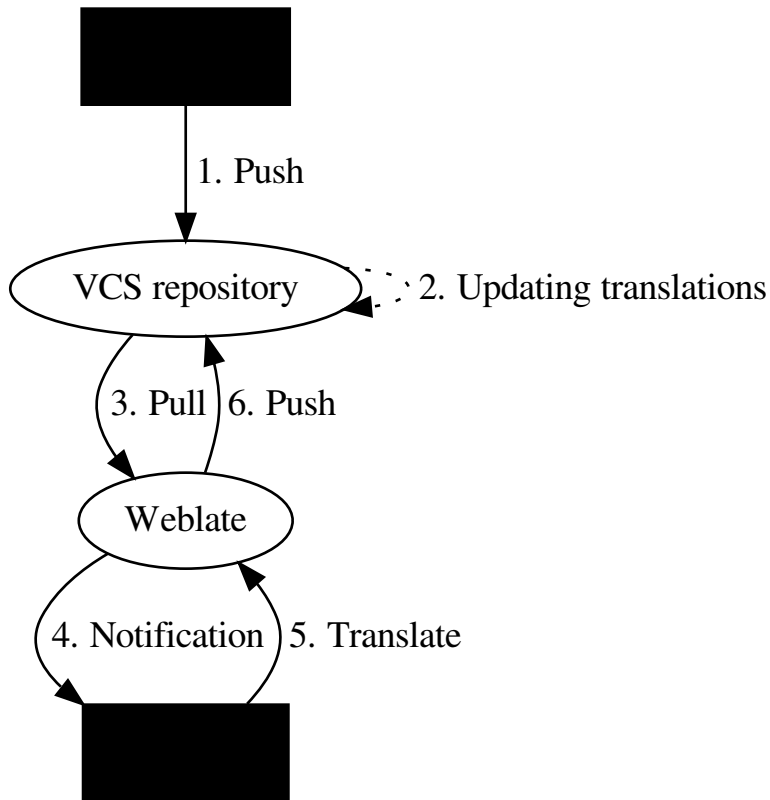 1. Push
VCS repository
2. Updating translations
3. Pull
6. Push
Weblate
4. Notification
5. Translate